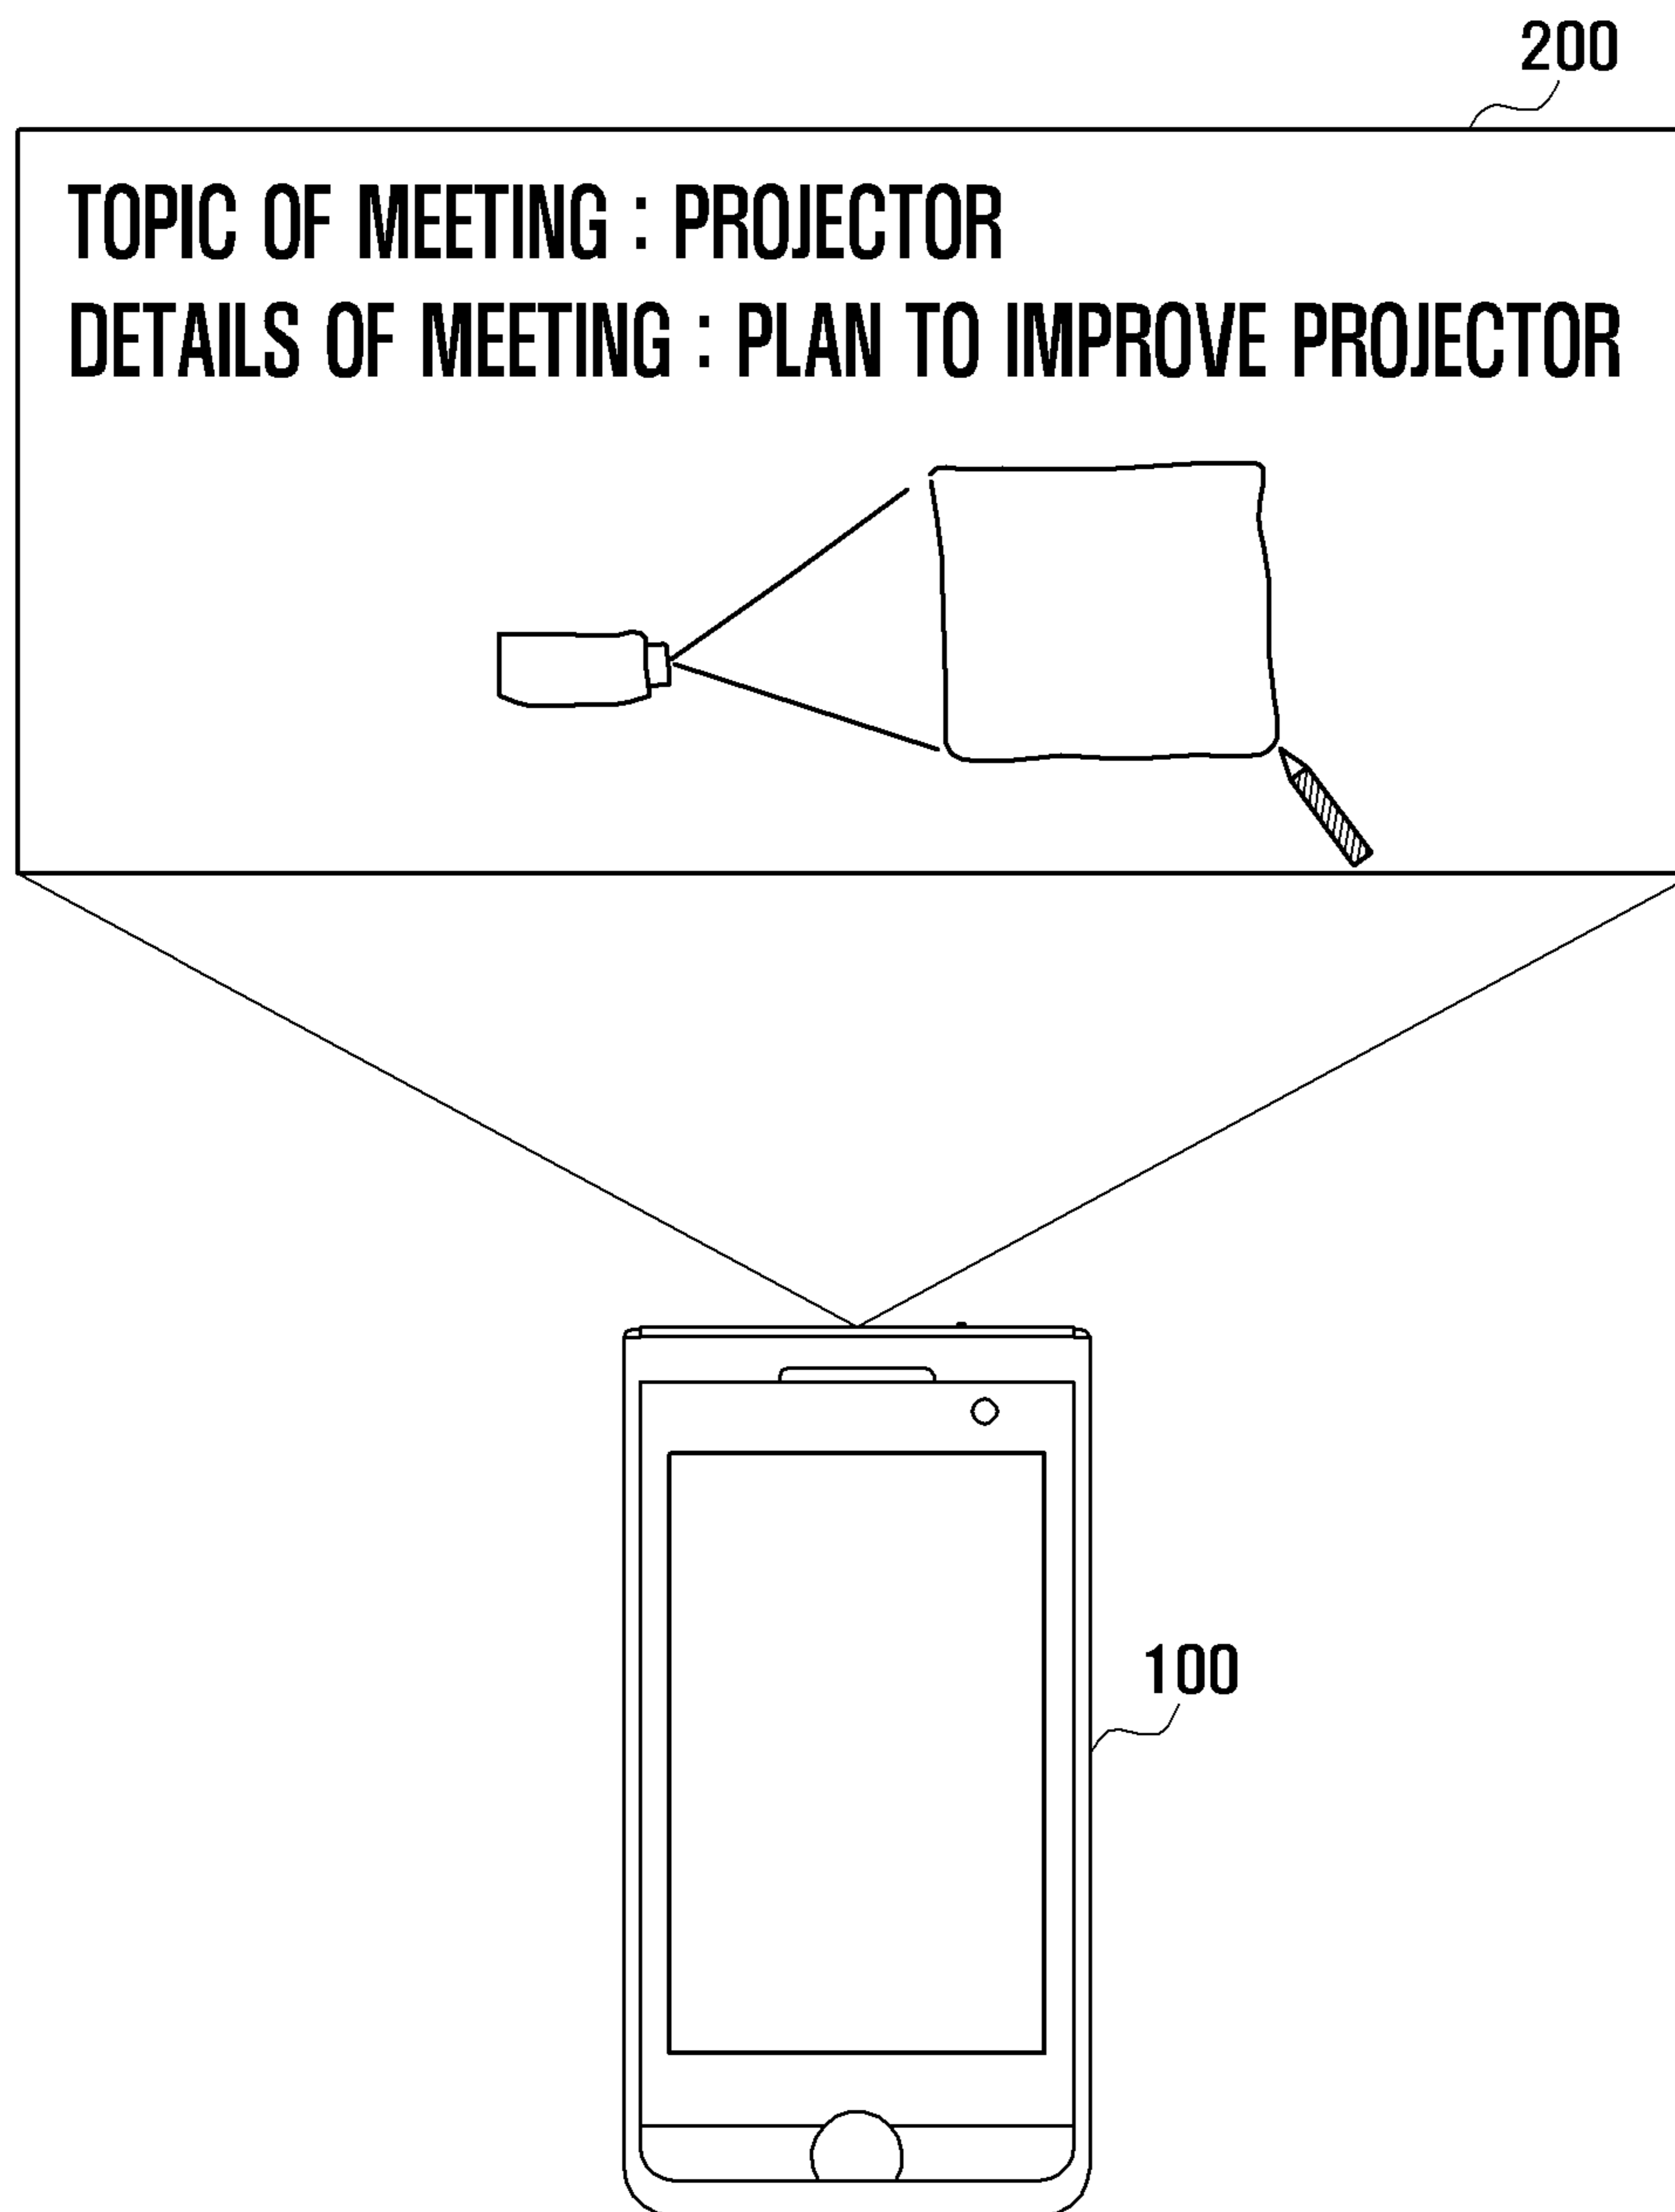 200
TOPIC OF MEETING : PROJECTOR
DETAILS OF MEETING : PLAN TO IMPROVE PROJECTOR
100